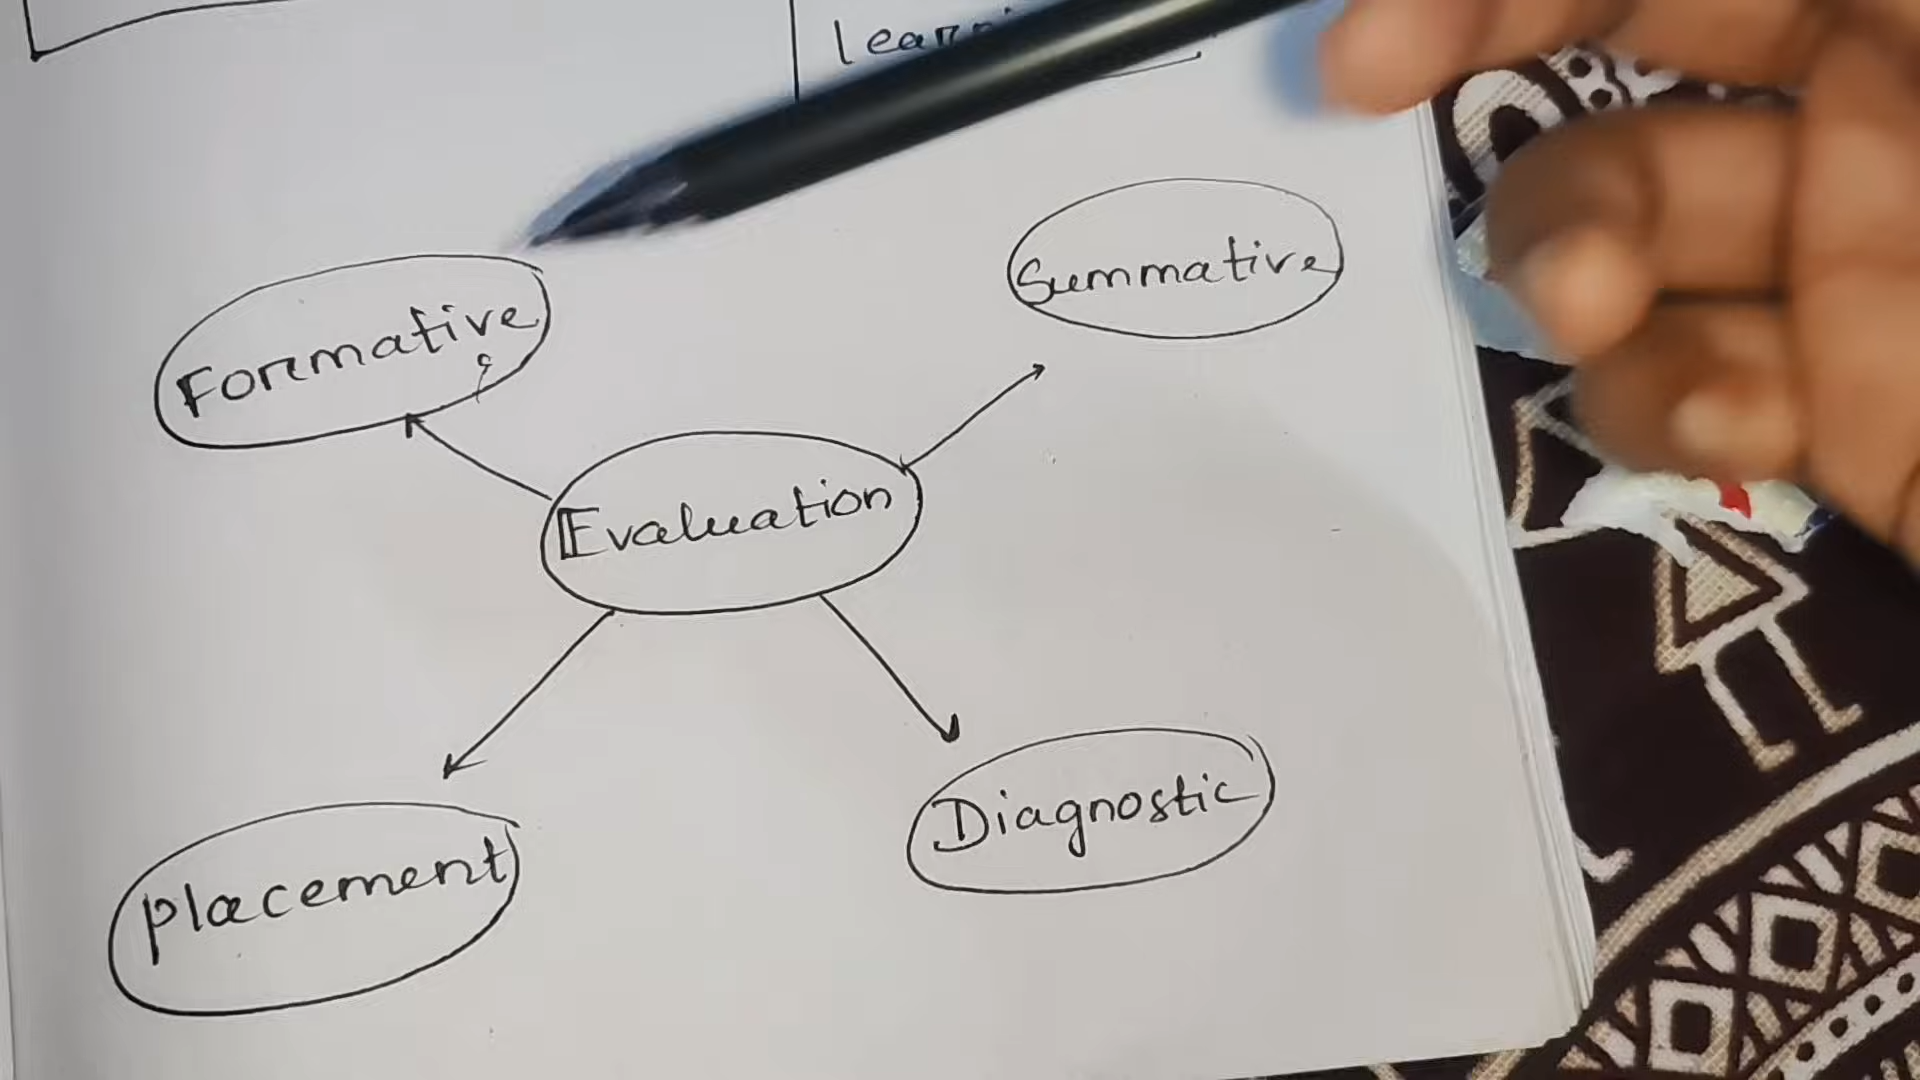 Formative
Summative
Evaluation
Placement
Diagnostic